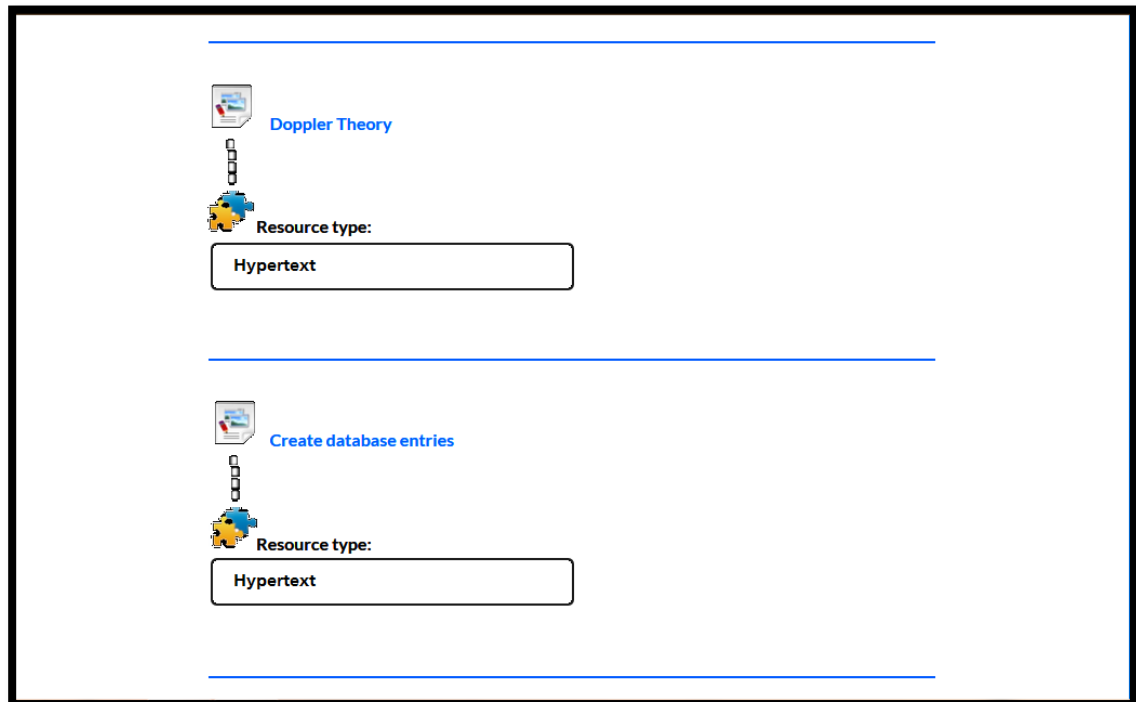 Doppler Theory
Resource type:
Hypertext
Create database entries
Resource type:
Hypertext